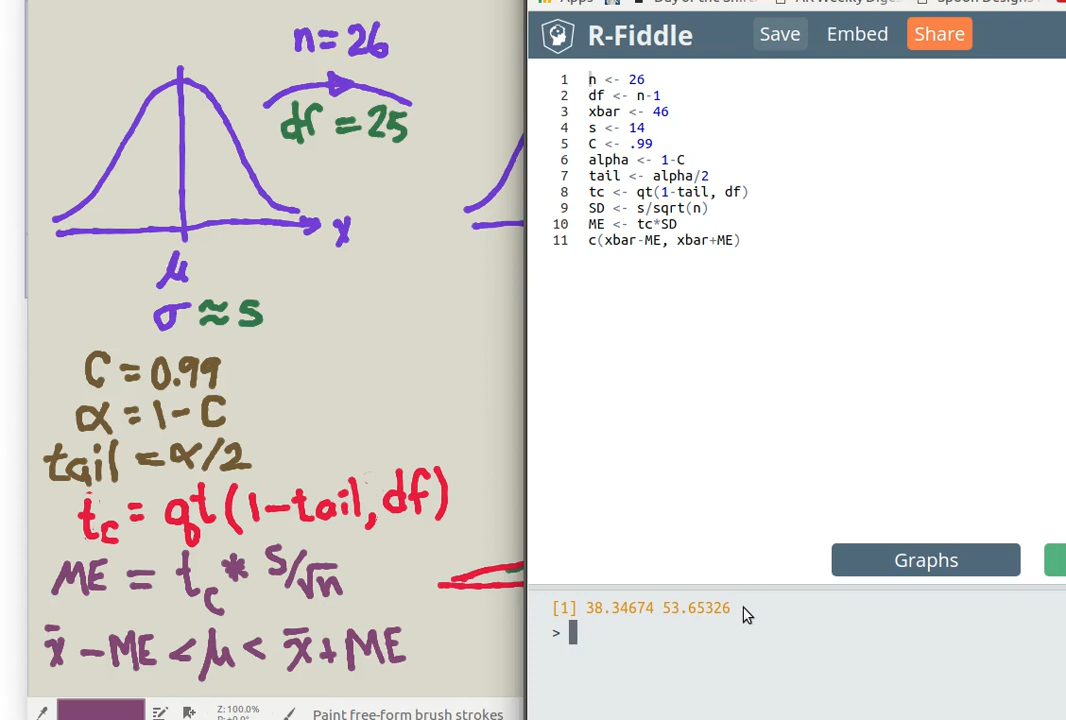 n = 26
df = 25
x
μ
σ ≈ s
C = 0.99
α = 1 - C
tail = α/2
tc = qt(1-tail, df)
ME = tc * s/√n
x̄ - ME < μ < x̄ + ME
Z: 100.0%
Paint free-form brush strokes
R-Fiddle
Save
Embed
Share
1 n <- 26
2 df <- n-1
3 xbar <- 46
4 s <- 14
5 C <- .99
6 alpha <- 1-C
7 tail <- alpha/2
8 tc <- qt(1-tail, df)
9 SD <- s/sqrt(n)
10 ME <- tc*SD
11 c(xbar-ME, xbar+ME)
Graphs
[1] 38.34674 53.65326
>